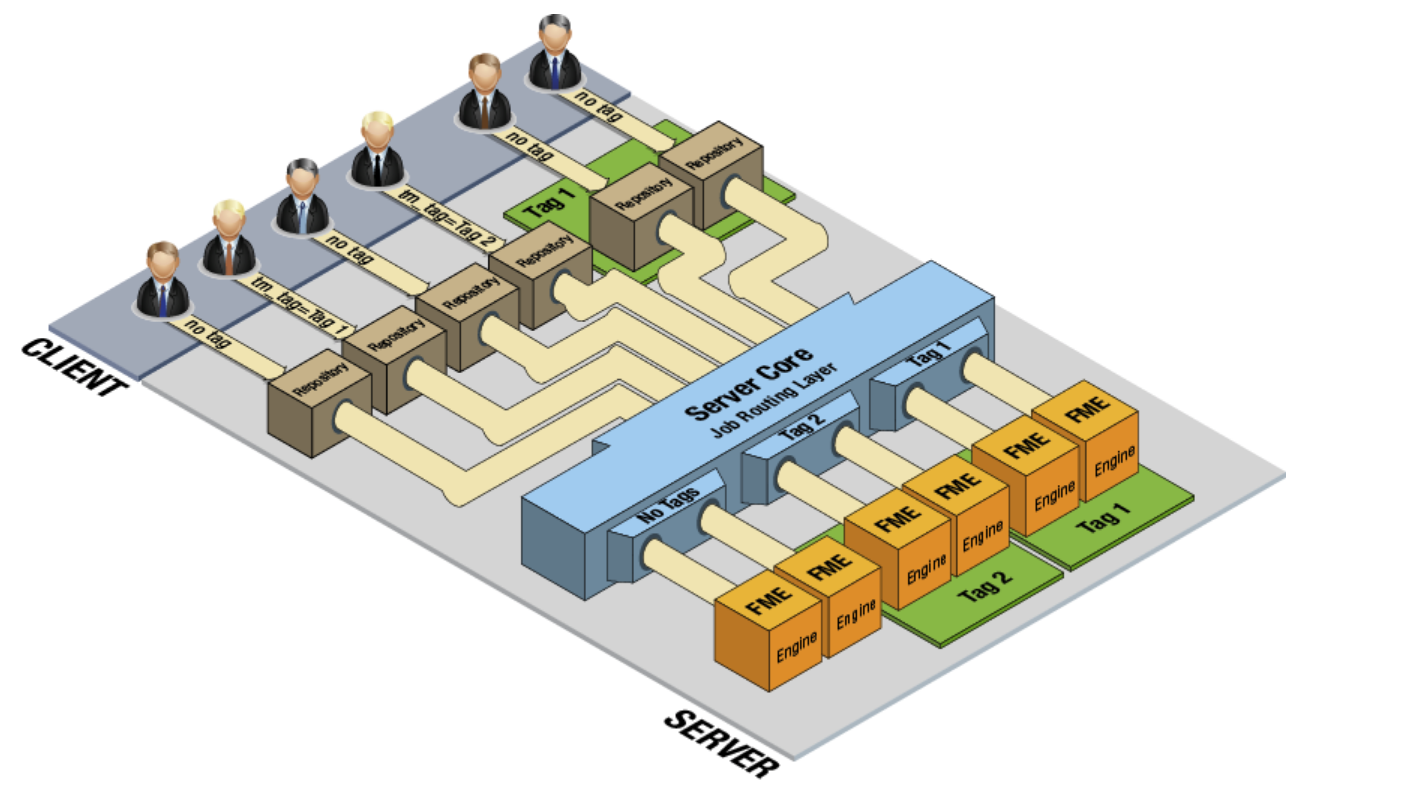 no tag
no tag
tm_tag=Tag 2
no tag
tm_tag=Tag 1
no tag
CLIENT
Tag 1
Repository
Repository
Repository
Repository
Repository
Repository
Server Core
Job Routing Layer
Tag 1
Tag 2
No Tags
FME
Engine
FME
Engine
FME
Engine
FME
Engine
FME
Engine
FME
Engine
Tag 1
Tag 2
SERVER